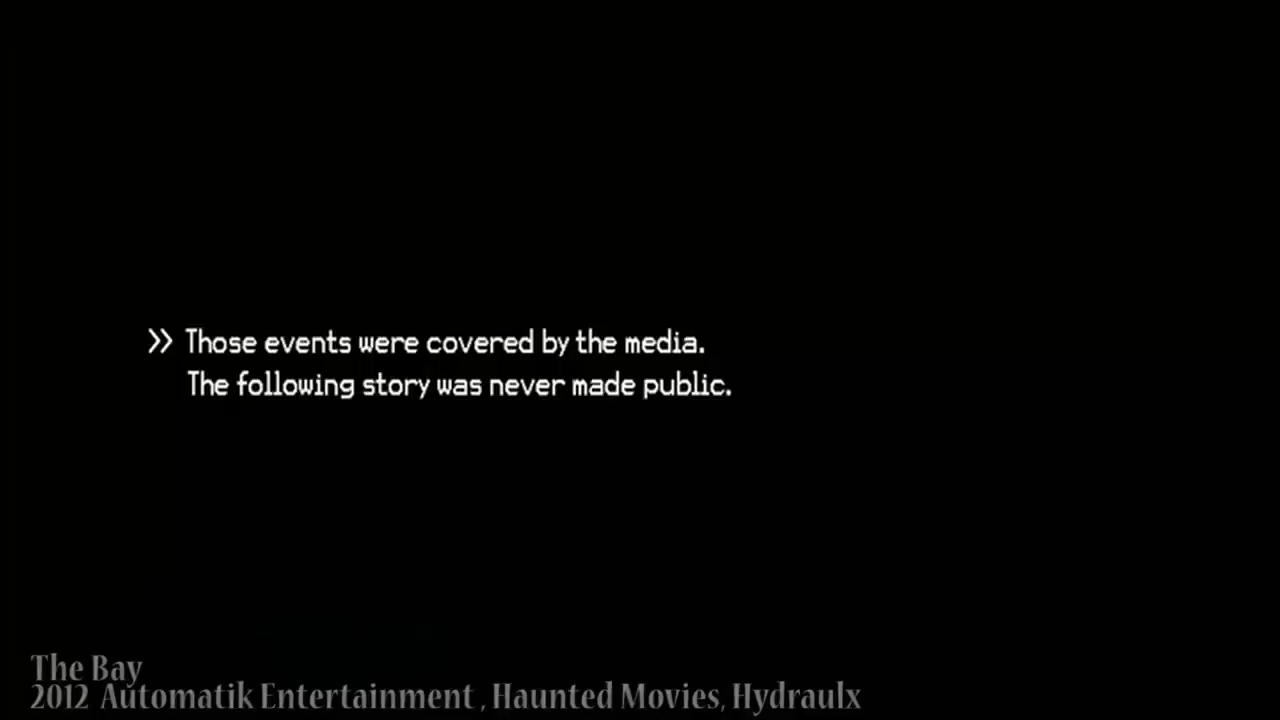 >> Those events were covered by the media.
The following story was never made public.
The Bay
2012 Automatik Entertainment , Haunted Movies, Hydraulx